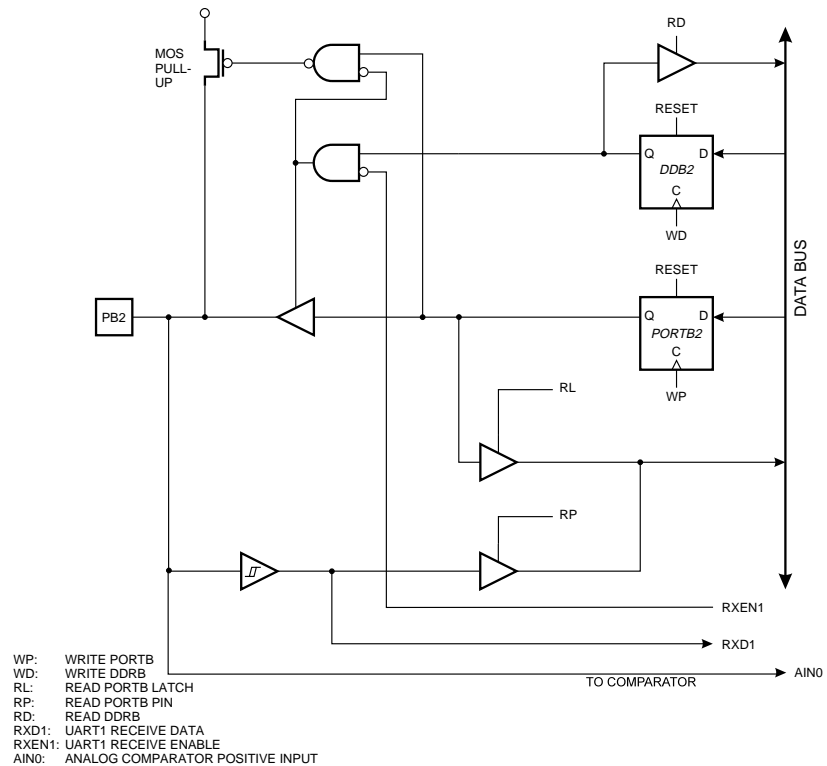 RD
MOS
PULL-
UP
RESET
Q
D
DDB2
C
WD
RESET
DATA BUS
PB2
Q
D
PORTB2
C
WP
RL
RP
RXEN1
RXD1
TO COMPARATOR
AIN0
WP: WRITE PORTB
WD: WRITE DDRB
RL: READ PORTB LATCH
RP: READ PORTB PIN
RD: READ DDRB
RXD1: UART1 RECEIVE DATA
RXEN1: UART1 RECEIVE ENABLE
AIN0: ANALOG COMPARATOR POSITIVE INPUT